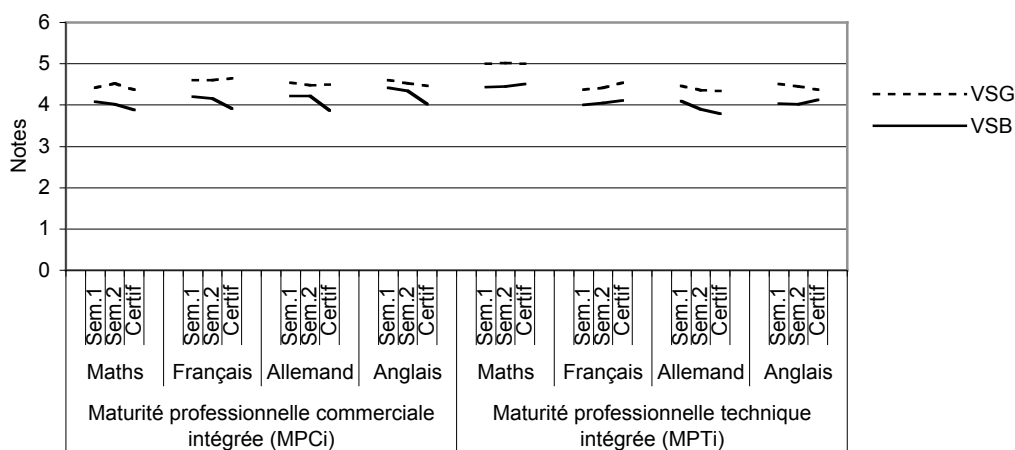 6
5
4
3
2
1
0
Notes
VSG
VSB
Sem.1 Sem.2 Certif Sem.1 Sem.2 Certif Sem.1 Sem.2 Certif Sem.1 Sem.2 Certif Sem.1 Sem.2 Certif Sem.1 Sem.2 Certif Sem.1 Sem.2 Certif Sem.1 Sem.2 Certif
Maths Français Allemand Anglais Maths Français Allemand Anglais
Maturité professionnelle commerciale
intégrée (MPCi)
Maturité professionnelle technique
intégrée (MPTi)